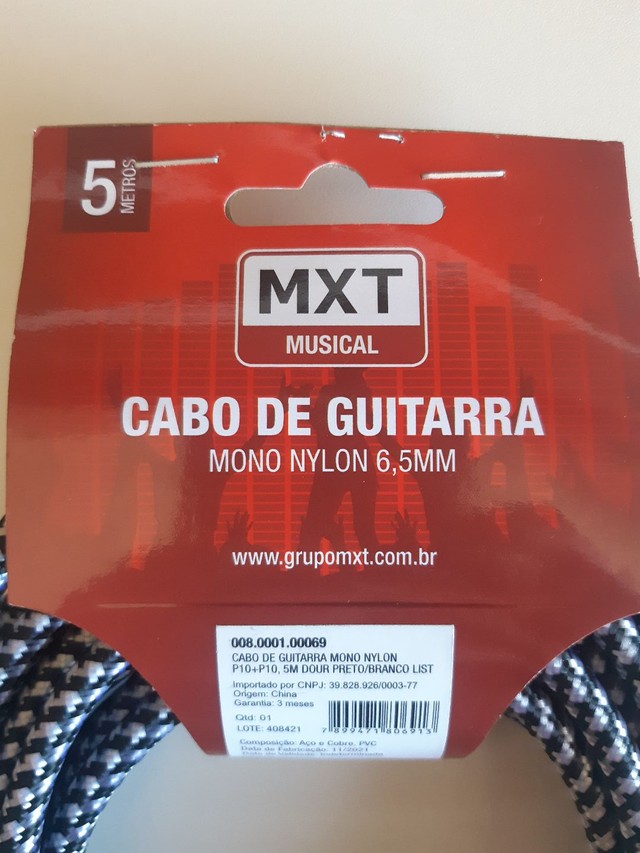 5
METROS
MXT
MUSICAL
CABO DE GUITARRA
MONO NYLON 6,5MM
www.grupomxt.com.br
008.0001.00069
CABO DE GUITARRA MONO NYLON
P10+P10, 5M DOUR PRETO/BRANCO LIST
Importado por CNPJ: 39.828.926/0003-77
Origem: China
Garantia: 3 meses
Qtd: 01
LOTE: 408421
7899471806913
Composição: Aço e Cobre, PVC
Data de Fabricação: 11/2021